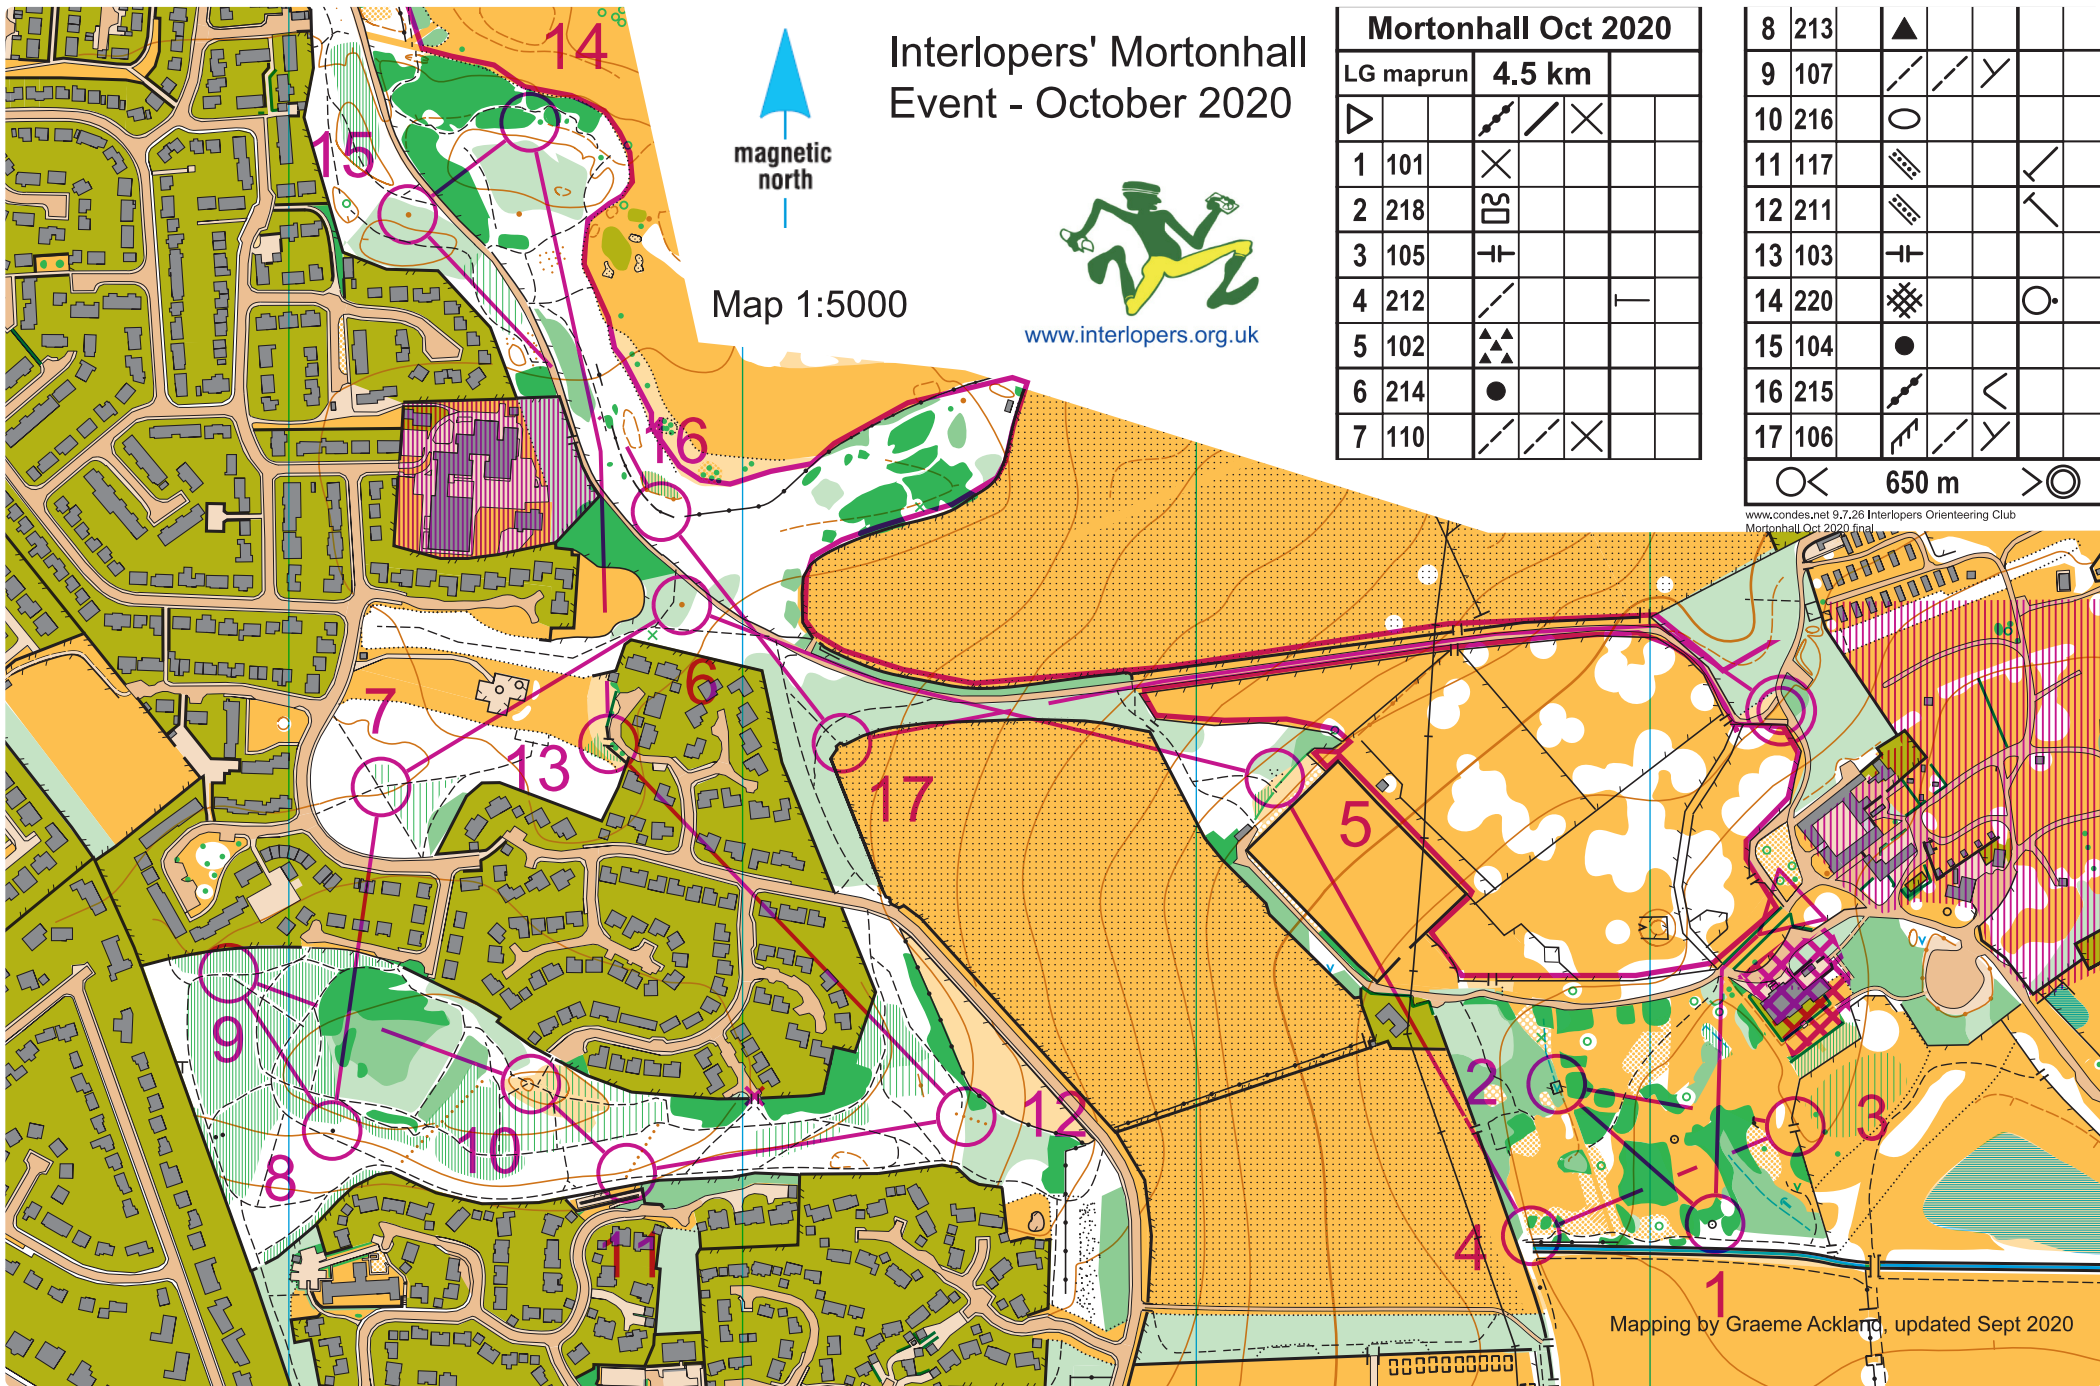 Interlopers' Mortonhall
Event - October 2020
magnetic
north
Map 1:5000
www.interlopers.org.uk
Mortonhall Oct 2020
LG maprun 4.5 km
1 101
2 218
3 105
4 212
5 102
6 214
7 110
8 213
9 107
10 216
11 117
12 211
13 103
14 220
15 104
16 215
17 106
650 m
www.condes.net 9.7.26 Interlopers Orienteering Club
Mortonhall Oct 2020 final
14
15
16
6
7
13
17
5
9
8
10
11
12
2
3
4
1
Mapping by Graeme Ackland, updated Sept 2020